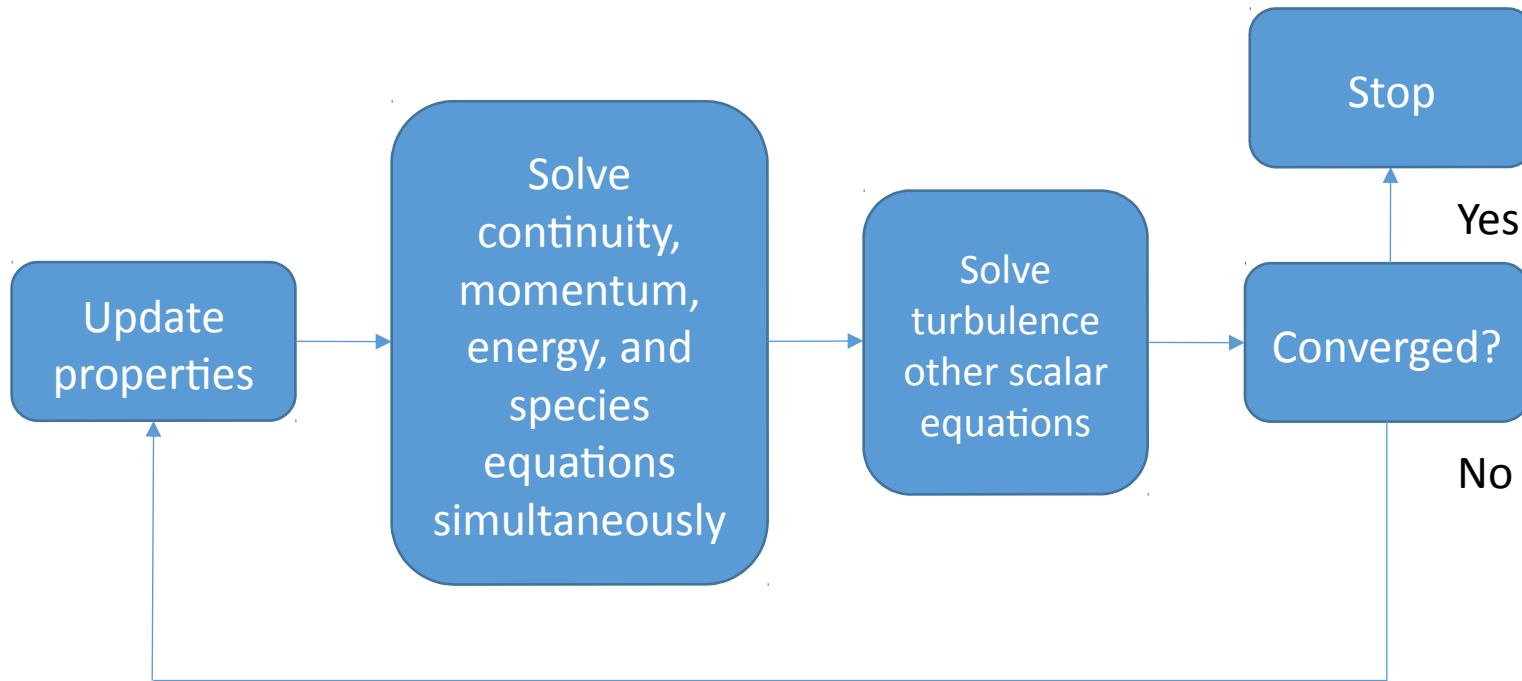 Update
properties
Solve
continuity,
momentum,
energy, and
species
equations
simultaneously
Solve
turbulence
other scalar
equations
Converged?
Yes
Stop
No